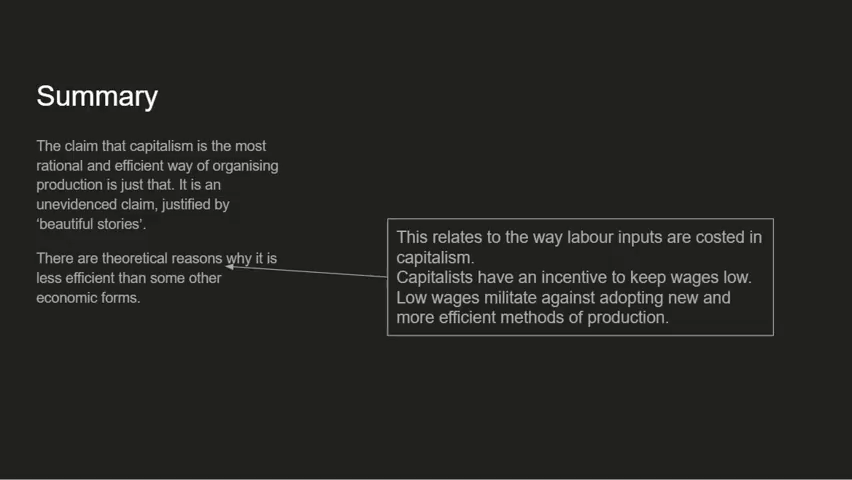 Summary
The claim that capitalism is the most
rational and efficient way of organising
production is just that. It is an
unevidenced claim, justified by
‘beautiful stories’.
There are theoretical reasons why it is
less efficient than some other
economic forms.
This relates to the way labour inputs are costed in
capitalism.
Capitalists have an incentive to keep wages low.
Low wages militate against adopting new and
more efficient methods of production.